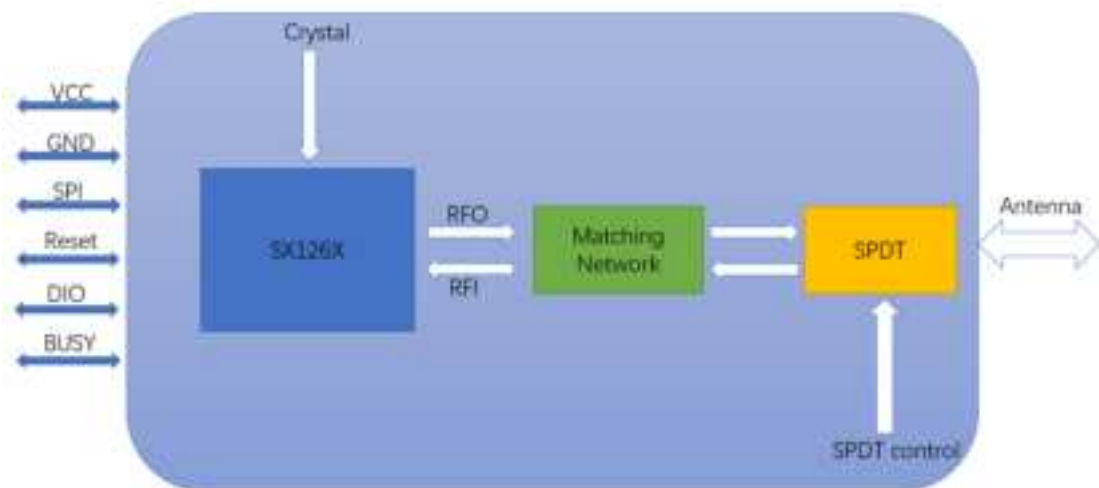 Crystal
VCC
GND
SPI
Reset
DIO
BUSY
SX126X
RFO
RFI
Matching
Network
SPDT
Antenna
SPDT control